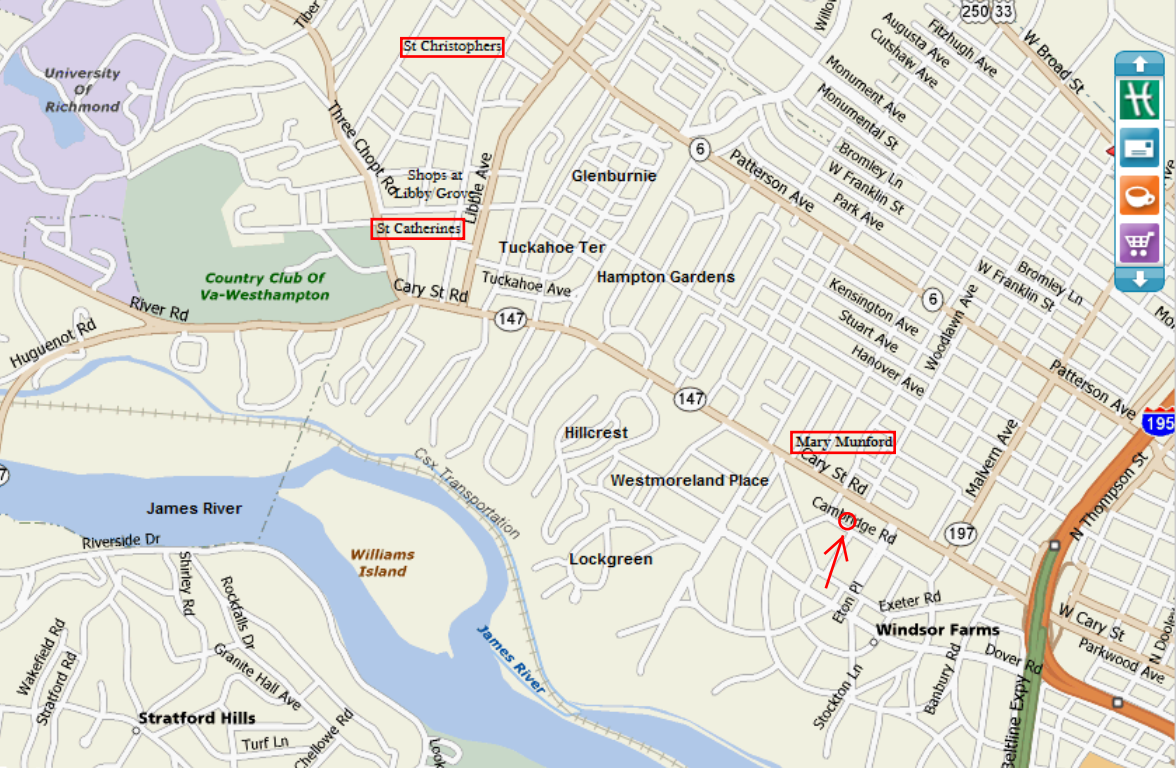 250
33
Tiber
Willow
Fitzhugh Ave
Augusta Ave
Cutshaw Ave
W Broad St
St Christophers
University
Of
Richmond
Monument Ave
Monumental St
Three Chopt Rd
6
Patterson Ave
Bromley Ln
W Franklin St
Park Ave
Shops at
Libby Grove
Libbie Ave
Glenburnie
St Catherines
Tuckahoe Ter
Hampton Gardens
Country Club Of
Va-Westhampton
Cary St Rd
Tuckahoe Ave
River Rd
Huguenot Rd
147
Bromley Ln
W Franklin St
6
Kensington Ave
Stuart Ave
Hanover Ave
Woodlawn Ave
Mo
Patterson Ave
195
147
Hillcrest
Mary Munford
Westmoreland Place
Cary St Rd
Malvern Ave
N Thompson St
Csx Transportation
7
James River
Riverside Dr
Cambridge Rd
197
Williams
Island
Lockgreen
Shirley Rd
Rockfalls Dr
Eton Pl
Exeter Rd
Windsor Farms
W Cary St
Parkwood Ave
N Doole
Dover Rd
James River
Wakefield Rd
Stratford Rd
Granite Hall Ave
Stockton Ln
Banbury Rd
Beltline Expy
Stratford Hills
Turf Ln
Chellowe Rd
Look